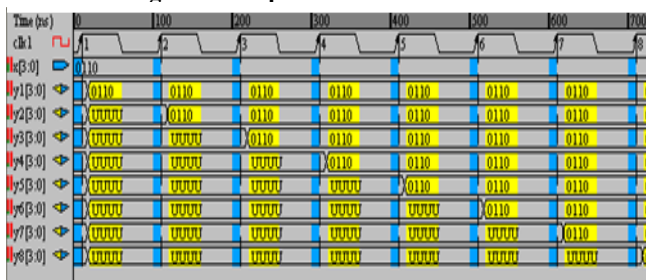 Time (ns) 0 100 200 300 400 500 600 700
clk1 1 2 3 4 5 6 7 8
x[3:0] 0110
y1[3:0] 0110 0110 0110 0110 0110 0110 0110
y2[3:0] UUUU 0110 0110 0110 0110 0110 0110
y3[3:0] UUUU UUUU 0110 0110 0110 0110 0110
y4[3:0] UUUU UUUU UUUU 0110 0110 0110 0110
y5[3:0] UUUU UUUU UUUU UUUU 0110 0110 0110
y6[3:0] UUUU UUUU UUUU UUUU UUUU 0110 0110
y7[3:0] UUUU UUUU UUUU UUUU UUUU UUUU 0110
y8[3:0] UUUU UUUU UUUU UUUU UUUU UUUU UUUU